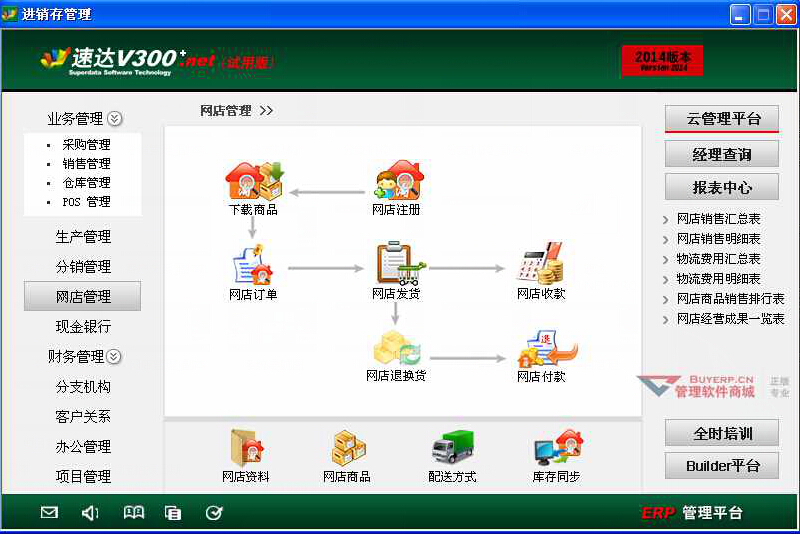 进销存管理
速达V300+.net(试用版)
Superdata Software Technology
2014版本
Version 2014
业务管理
采购管理
销售管理
仓库管理
POS 管理
生产管理
分销管理
网店管理
现金银行
财务管理
分支机构
客户关系
办公管理
项目管理
网店管理 >>
下载商品
网店注册
网店订单
网店发货
网店收款
网店退换货
网店付款
网店资料
网店商品
配送方式
库存同步
云管理平台
经理查询
报表中心
网店销售汇总表
网店销售明细表
物流费用汇总表
物流费用明细表
网店商品销售排行表
网店经营成果一览表
BUYERP.CN
管理软件商城
正版
专业
全时培训
Builder平台
ERP 管理平台